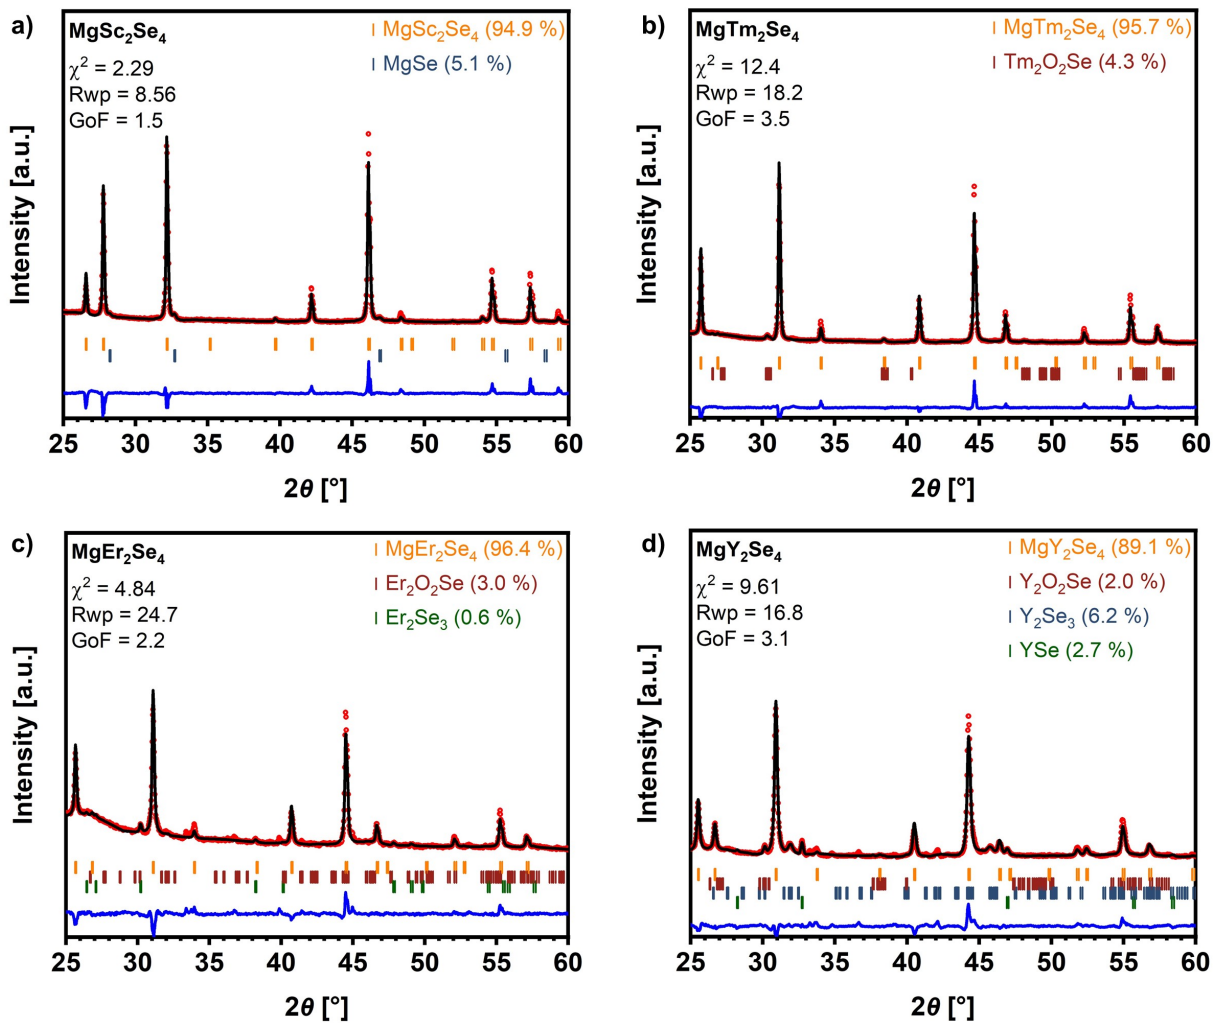 a)
MgSc₂Se₄
χ² = 2.29
Rwp = 8.56
GoF = 1.5
MgSc₂Se₄ (94.9 %)
MgSe (5.1 %)
Intensity [a.u.]
25 30 35 40 45 50 55 60
2θ [°]
b)
MgTm₂Se₄
χ² = 12.4
Rwp = 18.2
GoF = 3.5
MgTm₂Se₄ (95.7 %)
Tm₂O₂Se (4.3 %)
Intensity [a.u.]
25 30 35 40 45 50 55 60
2θ [°]
c)
MgEr₂Se₄
χ² = 4.84
Rwp = 24.7
GoF = 2.2
MgEr₂Se₄ (96.4 %)
Er₂O₂Se (3.0 %)
Er₂Se₃ (0.6 %)
Intensity [a.u.]
25 30 35 40 45 50 55 60
2θ [°]
d)
MgY₂Se₄
χ² = 9.61
Rwp = 16.8
GoF = 3.1
MgY₂Se₄ (89.1 %)
Y₂O₂Se (2.0 %)
Y₂Se₃ (6.2 %)
YSe (2.7 %)
Intensity [a.u.]
25 30 35 40 45 50 55 60
2θ [°]